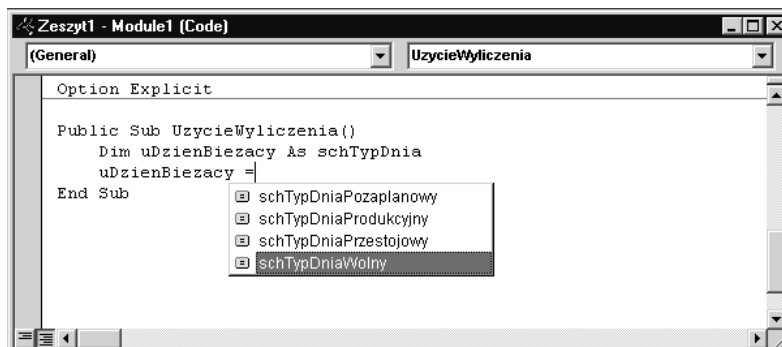 Zeszyt1 - Module1 (Code)
(General)
UzycieWyliczenia
Option Explicit
Public Sub UzycieWyliczenia()
Dim uDzienBiezacy As schTypDnia
uDzienBiezacy =
End Sub
schTypDniaPozaplanowy
schTypDniaProdukcyjny
schTypDniaPrzestojowy
schTypDniaWolny